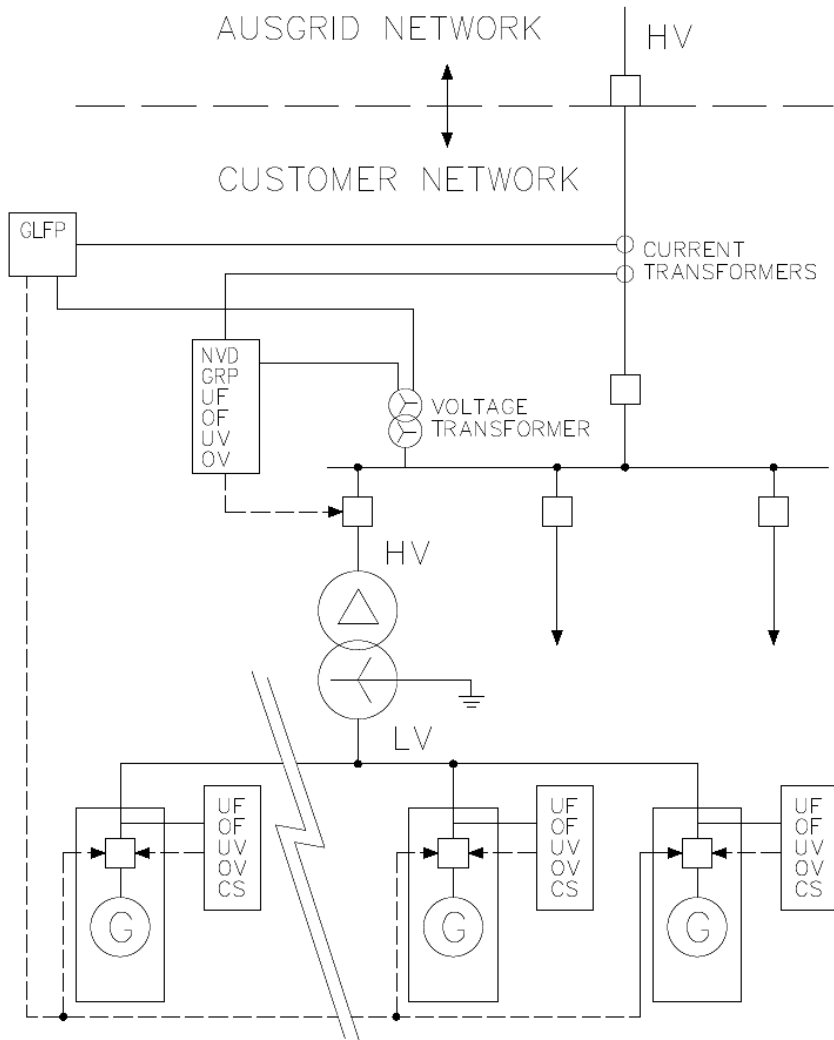 AUSGRID NETWORK
HV
CUSTOMER NETWORK
GLFP
CURRENT
TRANSFORMERS
NVD
GRP
UF
OF
UV
OV
VOLTAGE
TRANSFORMER
HV
LV
UF
OF
UV
OV
CS
G
UF
OF
UV
OV
CS
G
UF
OF
UV
OV
CS
G